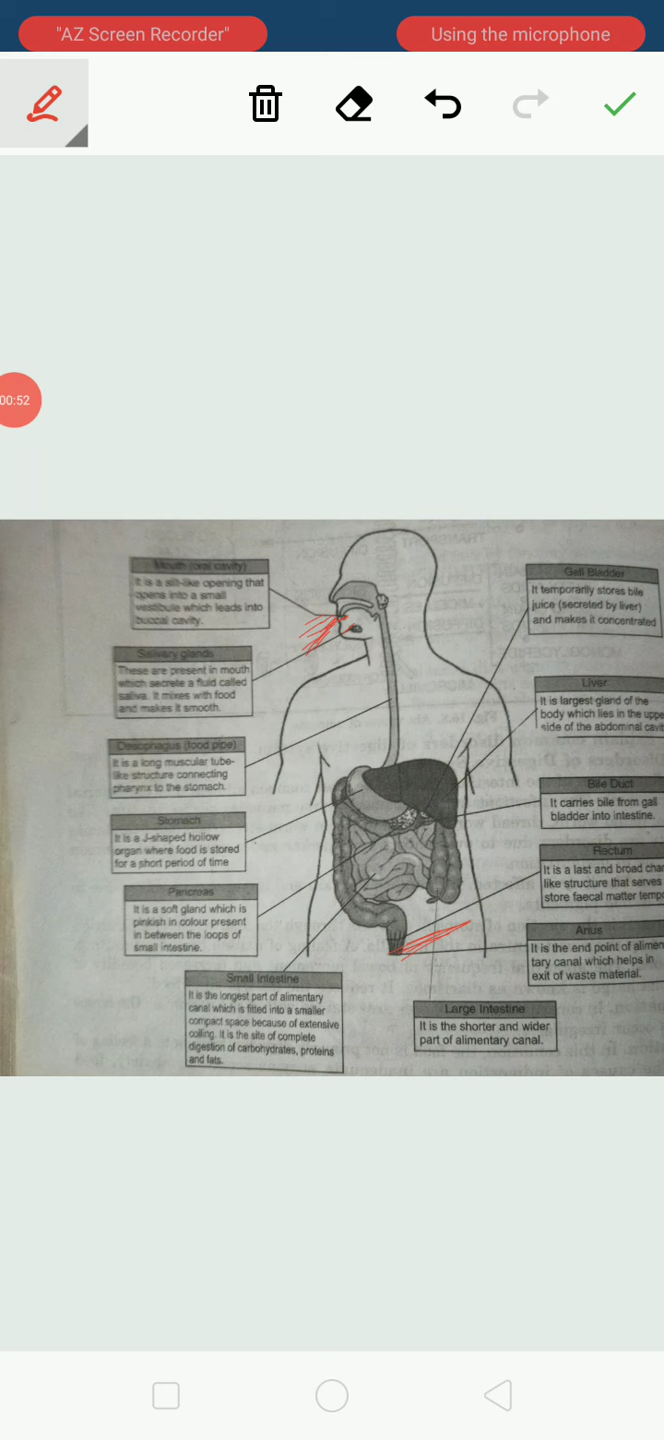 "AZ Screen Recorder"
Using the microphone
00:52
Mouth (oral cavity)
It is a slit-like opening that
opens into a small
vestibule which leads into
buccal cavity.
Salivary glands
These are present in mouth
which secrete a fluid called
saliva. It mixes with food
and makes it smooth.
Oesophagus (food pipe)
It is a long muscular tube-
like structure connecting
pharynx to the stomach.
Stomach
It is a J-shaped hollow
organ where food is stored
for a short period of time
Pancreas
It is a soft gland which is
pinkish in colour present
in between the loops of
small intestine.
Small Intestine
It is the longest part of alimentary
canal which is fitted into a smaller
compact space because of extensive
coiling. It is the site of complete
digestion of carbohydrates, proteins
and fats.
Gall Bladder
It temporarily stores bile
juice (secreted by liver)
and makes it concentrated
Liver
It is largest gland of the
body which lies in the uppe
side of the abdominal cavit
Bile Duct
It carries bile from gall
bladder into intestine.
Rectum
It is a last and broad cha
like structure that serves
store faecal matter tempo
Anus
It is the end point of alimen
tary canal which helps in
exit of waste material.
Large Intestine
It is the shorter and wider
part of alimentary canal.